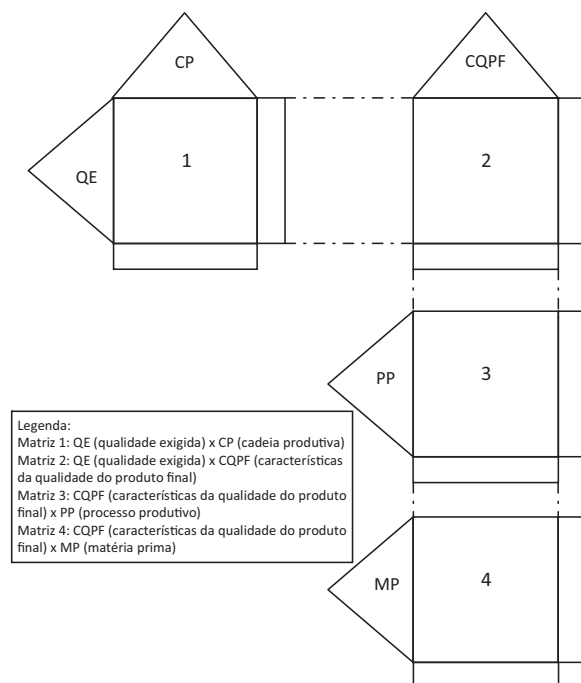 CP
CQPF
QE
1
2
PP
3
Legenda:
Matriz 1: QE (qualidade exigida) x CP (cadeia produtiva)
Matriz 2: QE (qualidade exigida) x CQPF (características
da qualidade do produto final)
Matriz 3: CQPF (características da qualidade do produto
final) x PP (processo produtivo)
Matriz 4: CQPF (características da qualidade do produto
final) x MP (matéria prima)
MP
4